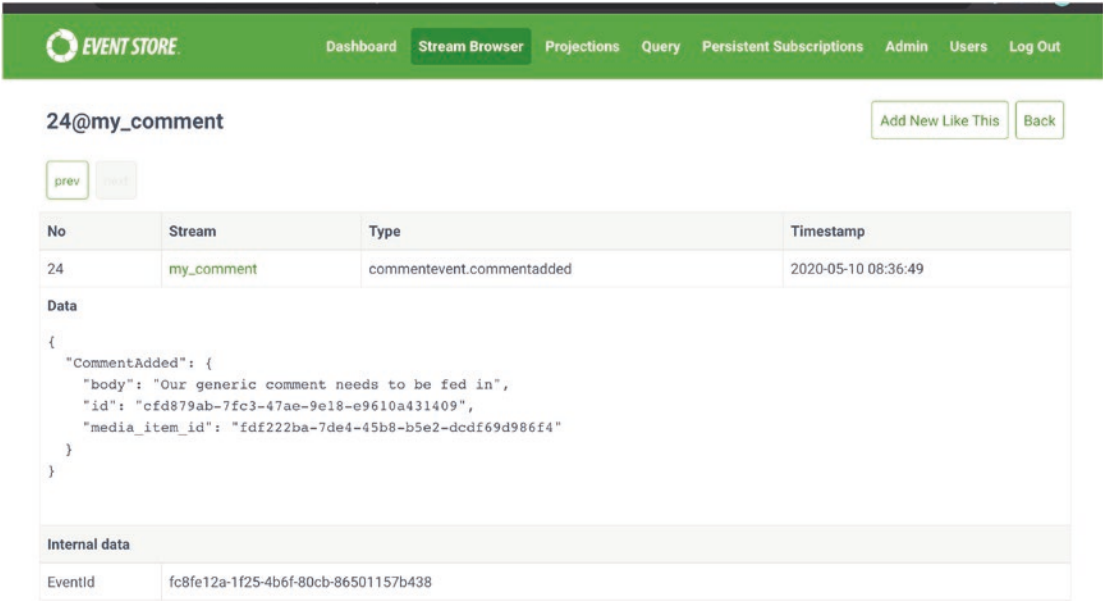 EVENT STORE Dashboard Stream Browser Projections Query Persistent Subscriptions Admin Users Log Out
24@my_comment Add New Like This Back
prev next
No Stream Type Timestamp
24 my_comment commentevent.commentadded 2020-05-10 08:36:49
Data
{
"CommentAdded": {
"body": "Our generic comment needs to be fed in",
"id": "cfd879ab-7fc3-47ae-9e18-e9610a431409",
"media_item_id": "fdf222ba-7de4-45b8-b5e2-dcdf69d986f4"
}
}
Internal data
EventId fc8fe12a-1f25-4b6f-80cb-86501157b438